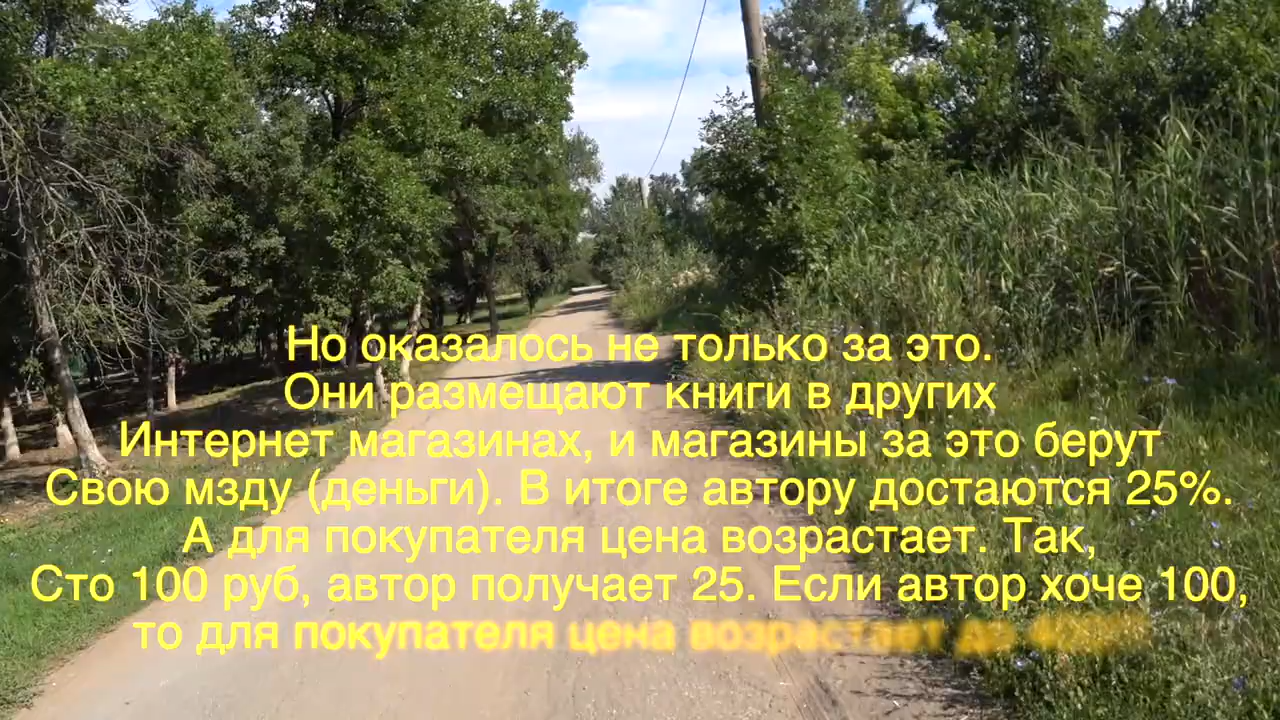 Но оказалось не только за это.
Они размещают книги в других
Интернет магазинах, и магазины за это берут
Свою мзду (деньги). В итоге автору достаются 25%.
А для покупателя цена возрастает. Так,
Сто 100 руб, автор получает 25. Если автор хоче 100,
то для покупателя цена возрастает до